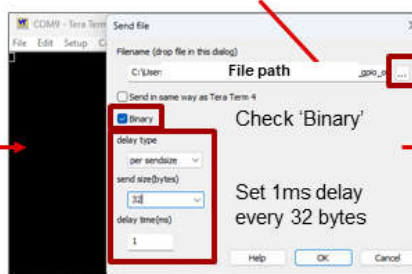 COM9 - Tera Term
File Edit Setup
Send file
Filename (drop file in this dialog)
C:\User: File path _gpio_o ...
Send in same way as Tera Term 4
Binary
Check 'Binary'
delay type
per sendsize
send size(bytes)
32
Set 1ms delay
every 32 bytes
delay time(ms)
1
Help OK Cancel